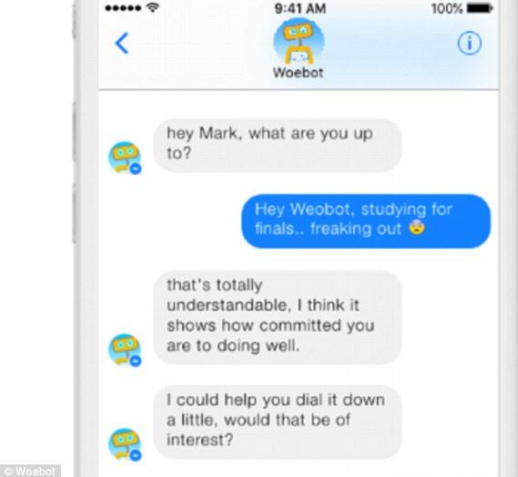 9:41 AM
100%
Woebot
hey Mark, what are you up
to?
Hey Weobot, studying for
finals.. freaking out 😨
that's totally
understandable, I think it
shows how committed you
are to doing well.
I could help you dial it down
a little, would that be of
interest?
© Woebot